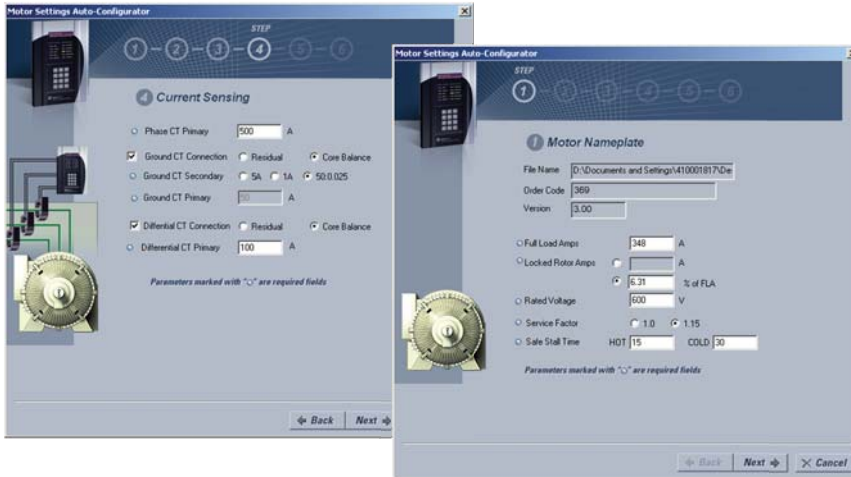 Motor Settings Auto-Configurator
STEP
1 2 3 4 5 6
4 Current Sensing
Phase CT Primary 500 A
Ground CT Connection Residual Core Balance
Ground CT Secondary 5A 1A 50:0.025
Ground CT Primary 50 A
Diffential CT Connection Residual Core Balance
Differential CT Primary 100 A
Parameters marked with "○" are required fields
Back Next
Motor Settings Auto-Configurator
STEP
1 2 3 4 5 6
1 Motor Nameplate
File Name D:\Documents and Settings\410001817\De
Order Code 369
Version 3.00
Full Load Amps 348 A
Locked Rotor Amps A
6.31 % of FLA
Rated Voltage 600 V
Service Factor 1.0 1.15
Safe Stall Time HOT 15 COLD 30
Parameters marked with "○" are required fields
Back Next Cancel